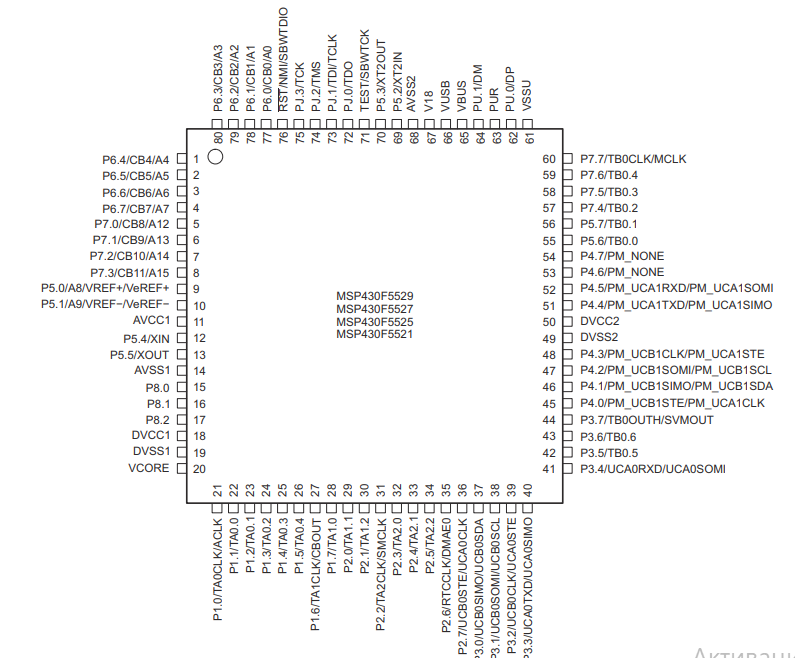 P6.3/CB3/A3
P6.2/CB2/A2
P6.1/CB1/A1
P6.0/CB0/A0
RST/NMI/SBWTDIO
PJ.3/TCK
PJ.2/TMS
PJ.1/TDI/TCLK
PJ.0/TDO
TEST/SBWTCK
P5.3/XT2OUT
P5.2/XT2IN
AVSS2
V18
VUSB
VBUS
PU.1/DM
PUR
PU.0/DP
VSSU
80 79 78 77 76 75 74 73 72 71 70 69 68 67 66 65 64 63 62 61
P6.4/CB4/A4 1
P6.5/CB5/A5 2
P6.6/CB6/A6 3
P6.7/CB7/A7 4
P7.0/CB8/A12 5
P7.1/CB9/A13 6
P7.2/CB10/A14 7
P7.3/CB11/A15 8
P5.0/A8/VREF+/VeREF+ 9
P5.1/A9/VREF−/VeREF− 10
AVCC1 11
P5.4/XIN 12
P5.5/XOUT 13
AVSS1 14
P8.0 15
P8.1 16
P8.2 17
DVCC1 18
DVSS1 19
VCORE 20
MSP430F5529
MSP430F5527
MSP430F5525
MSP430F5521
60 P7.7/TB0CLK/MCLK
59 P7.6/TB0.4
58 P7.5/TB0.3
57 P7.4/TB0.2
56 P5.7/TB0.1
55 P5.6/TB0.0
54 P4.7/PM_NONE
53 P4.6/PM_NONE
52 P4.5/PM_UCA1RXD/PM_UCA1SOMI
51 P4.4/PM_UCA1TXD/PM_UCA1SIMO
50 DVCC2
49 DVSS2
48 P4.3/PM_UCB1CLK/PM_UCA1STE
47 P4.2/PM_UCB1SOMI/PM_UCB1SCL
46 P4.1/PM_UCB1SIMO/PM_UCB1SDA
45 P4.0/PM_UCB1STE/PM_UCA1CLK
44 P3.7/TB0OUTH/SVMOUT
43 P3.6/TB0.6
42 P3.5/TB0.5
41 P3.4/UCA0RXD/UCA0SOMI
21 22 23 24 25 26 27 28 29 30 31 32 33 34 35 36 37 38 39 40
P1.0/TA0CLK/ACLK
P1.1/TA0.0
P1.2/TA0.1
P1.3/TA0.2
P1.4/TA0.3
P1.5/TA0.4
P1.6/TA1CLK/CBOUT
P1.7/TA1.0
P2.0/TA1.1
P2.1/TA1.2
P2.2/TA2CLK/SMCLK
P2.3/TA2.0
P2.4/TA2.1
P2.5/TA2.2
P2.6/RTCCLK/DMAE0
P2.7/UCB0STE/UCA0CLK
P3.0/UCB0SIMO/UCB0SDA
P3.1/UCB0SOMI/UCB0SCL
P3.2/UCB0CLK/UCA0STE
P3.3/UCA0TXD/UCA0SIMO